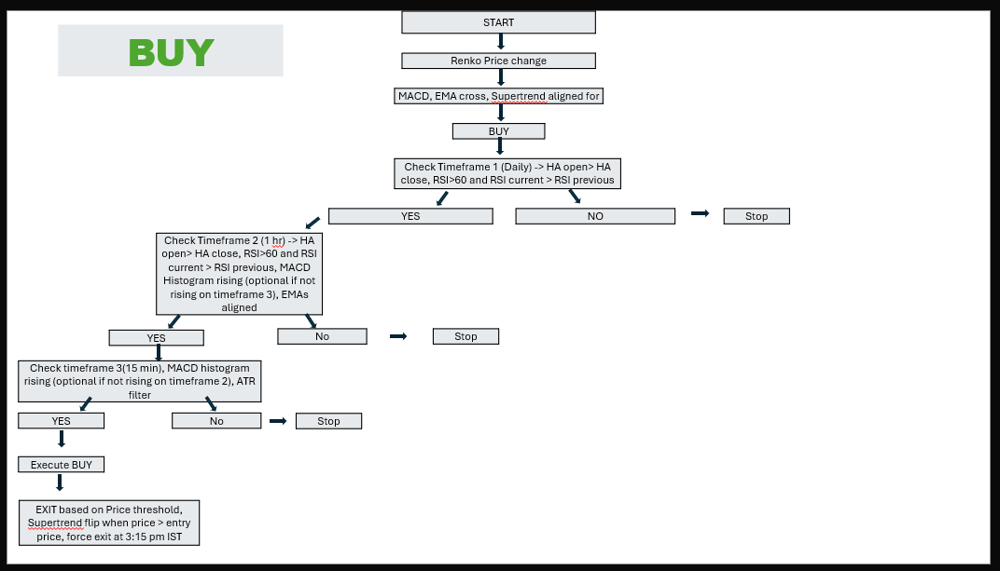 BUY
START
Renko Price change
MACD, EMA cross, Supertrend aligned for
BUY
Check Timeframe 1 (Daily) -> HA open> HA
close, RSI>60 and RSI current > RSI previous
YES
NO
Stop
Check Timeframe 2 (1 hr) -> HA
open> HA close, RSI>60 and RSI
current > RSI previous, MACD
Histogram rising (optional if not
rising on timeframe 3), EMAs
aligned
YES
No
Stop
Check timeframe 3(15 min), MACD histogram
rising (optional if not rising on timeframe 2), ATR
filter
YES
No
Stop
Execute BUY
EXIT based on Price threshold,
Supertrend flip when price > entry
price, force exit at 3:15 pm IST